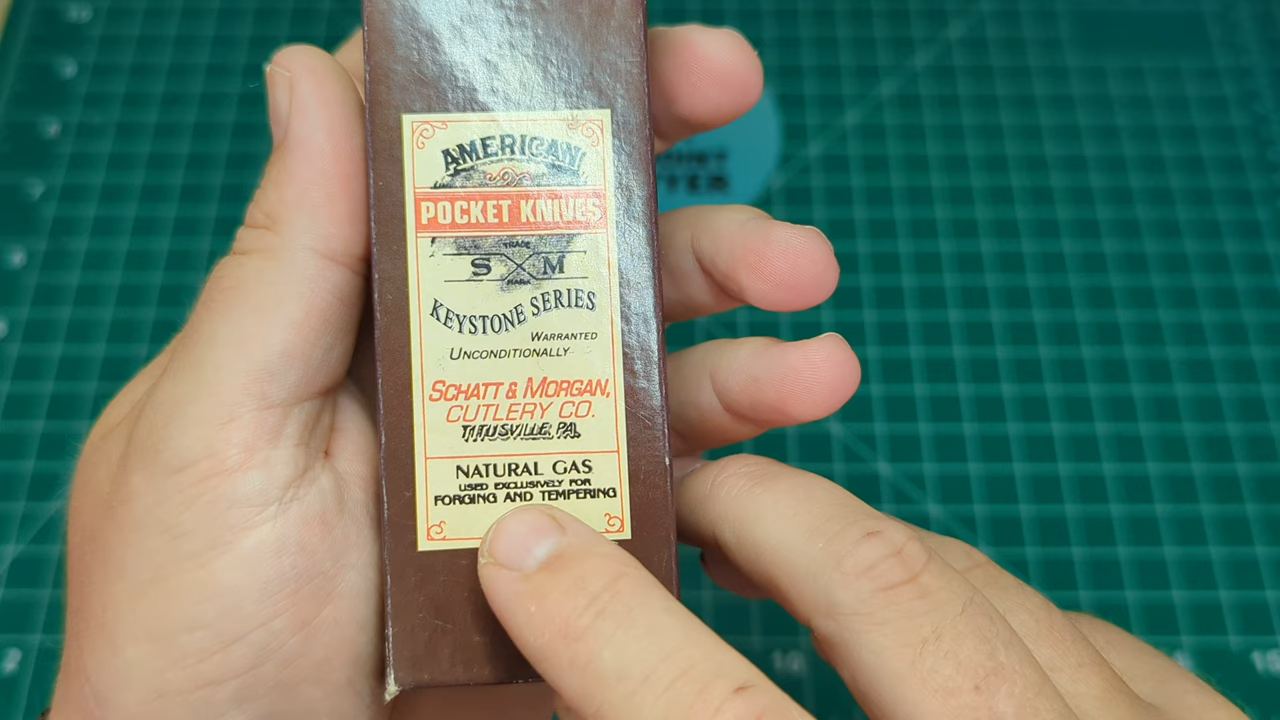 AMERICAN
POCKET KNIVES
TRADE
S M
MARK
KEYSTONE SERIES
WARRANTED
UNCONDITIONALLY
SCHATT & MORGAN,
CUTLERY CO.
TITUSVILLE, PA.
NATURAL GAS
USED EXCLUSIVELY FOR
FORGING AND TEMPERING
10